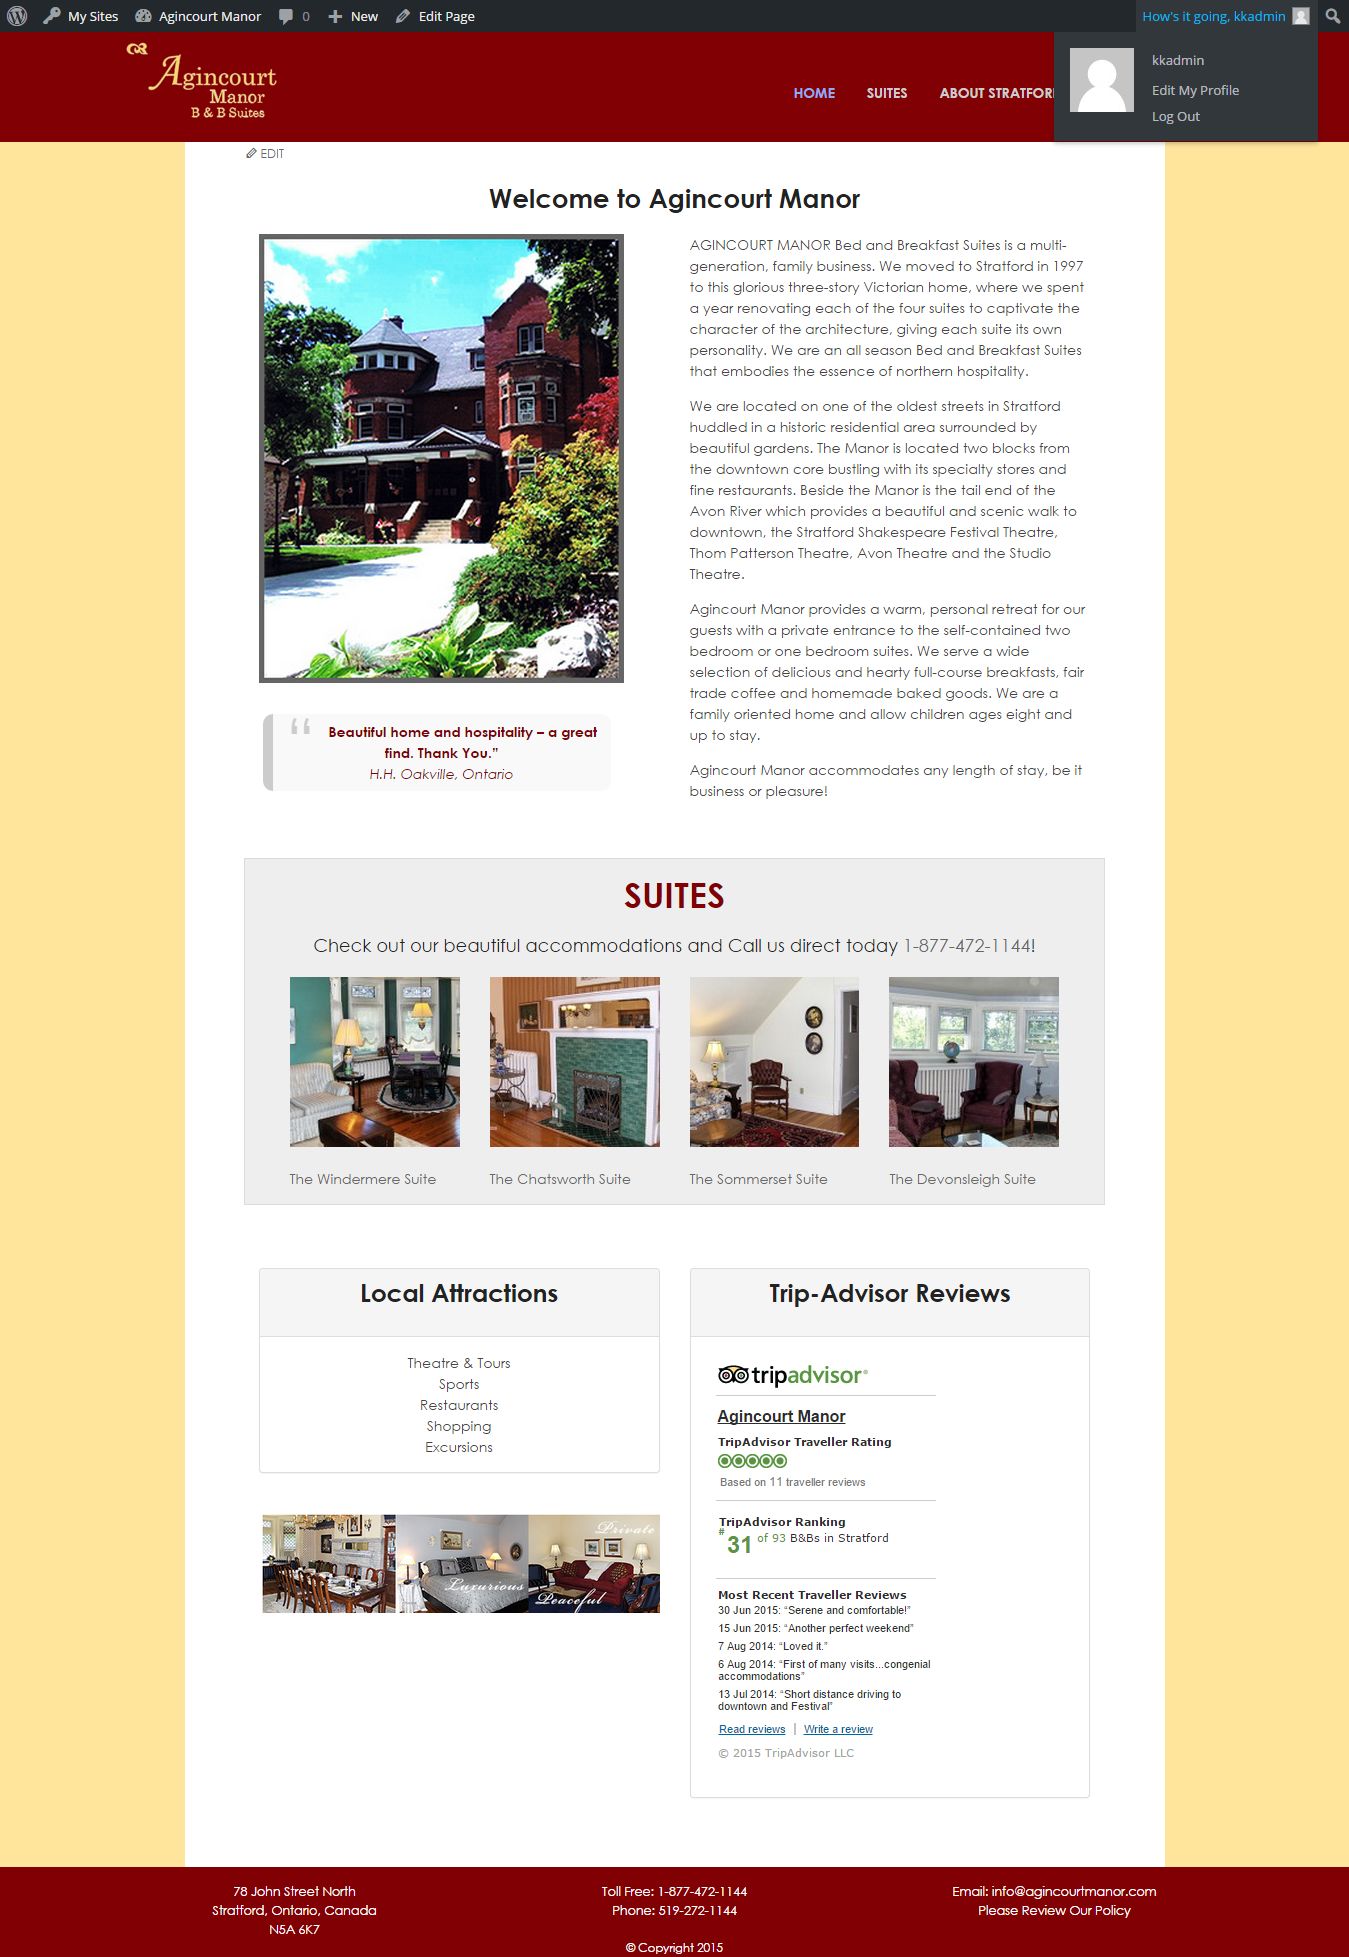 My Sites Agincourt Manor 0 New Edit Page How's it going, kkadmin
kkadmin
Edit My Profile
Log Out
Agincourt
Manor
B & B Suites
HOME SUITES ABOUT STRATFOR
EDIT
Welcome to Agincourt Manor
AGINCOURT MANOR Bed and Breakfast Suites is a multi-
generation, family business. We moved to Stratford in 1997
to this glorious three-story Victorian home, where we spent
a year renovating each of the four suites to captivate the
character of the architecture, giving each suite its own
personality. We are an all season Bed and Breakfast Suites
that embodies the essence of northern hospitality.
We are located on one of the oldest streets in Stratford
huddled in a historic residential area surrounded by
beautiful gardens. The Manor is located two blocks from
the downtown core bustling with its specialty stores and
fine restaurants. Beside the Manor is the tail end of the
Avon River which provides a beautiful and scenic walk to
downtown, the Stratford Shakespeare Festival Theatre,
Thom Patterson Theatre, Avon Theatre and the Studio
Theatre.
Agincourt Manor provides a warm, personal retreat for our
guests with a private entrance to the self-contained two
bedroom or one bedroom suites. We serve a wide
selection of delicious and hearty full-course breakfasts, fair
trade coffee and homemade baked goods. We are a
family oriented home and allow children ages eight and
up to stay.
Agincourt Manor accommodates any length of stay, be it
business or pleasure!
“ Beautiful home and hospitality – a great
find. Thank You.”
H.H. Oakville, Ontario
SUITES
Check out our beautiful accommodations and Call us direct today 1-877-472-1144!
The Windermere Suite The Chatsworth Suite The Sommerset Suite The Devonsleigh Suite
Local Attractions
Theatre & Tours
Sports
Restaurants
Shopping
Excursions
Private
Luxurious
Peaceful
Trip-Advisor Reviews
tripadvisor®
Agincourt Manor
TripAdvisor Traveller Rating
Based on 11 traveller reviews
TripAdvisor Ranking
#31 of 93 B&Bs in Stratford
Most Recent Traveller Reviews
30 Jun 2015: “Serene and comfortable!”
15 Jun 2015: “Another perfect weekend”
7 Aug 2014: “Loved it.”
6 Aug 2014: “First of many visits...congenial
accommodations”
13 Jul 2014: “Short distance driving to
downtown and Festival”
Read reviews | Write a review
© 2015 TripAdvisor LLC
78 John Street North
Stratford, Ontario, Canada
N5A 6K7
Toll Free: 1-877-472-1144
Phone: 519-272-1144
Email: info@agincourtmanor.com
Please Review Our Policy
© Copyright 2015